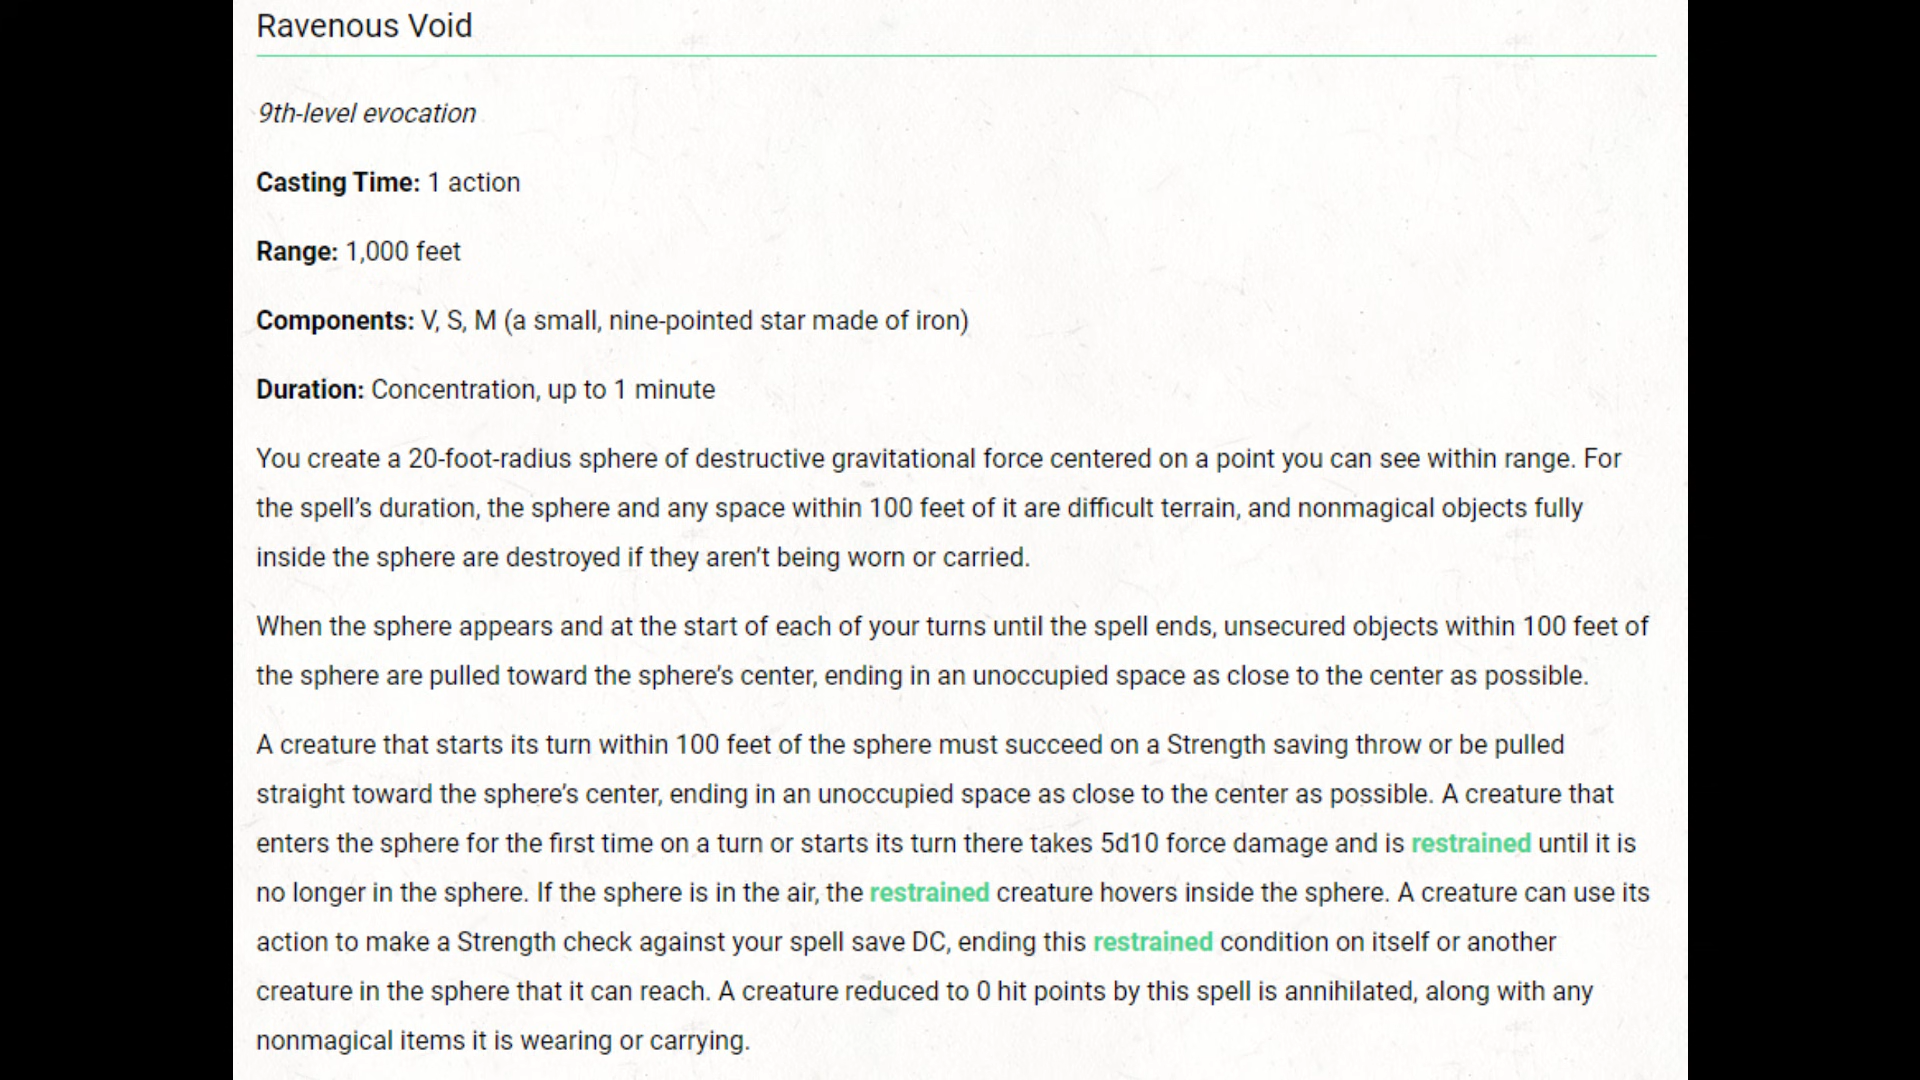 Ravenous Void
9th-level evocation
Casting Time: 1 action
Range: 1,000 feet
Components: V, S, M (a small, nine-pointed star made of iron)
Duration: Concentration, up to 1 minute
You create a 20-foot-radius sphere of destructive gravitational force centered on a point you can see within range. For
the spell’s duration, the sphere and any space within 100 feet of it are difficult terrain, and nonmagical objects fully
inside the sphere are destroyed if they aren’t being worn or carried.
When the sphere appears and at the start of each of your turns until the spell ends, unsecured objects within 100 feet of
the sphere are pulled toward the sphere’s center, ending in an unoccupied space as close to the center as possible.
A creature that starts its turn within 100 feet of the sphere must succeed on a Strength saving throw or be pulled
straight toward the sphere’s center, ending in an unoccupied space as close to the center as possible. A creature that
enters the sphere for the first time on a turn or starts its turn there takes 5d10 force damage and is restrained until it is
no longer in the sphere. If the sphere is in the air, the restrained creature hovers inside the sphere. A creature can use its
action to make a Strength check against your spell save DC, ending this restrained condition on itself or another
creature in the sphere that it can reach. A creature reduced to 0 hit points by this spell is annihilated, along with any
nonmagical items it is wearing or carrying.